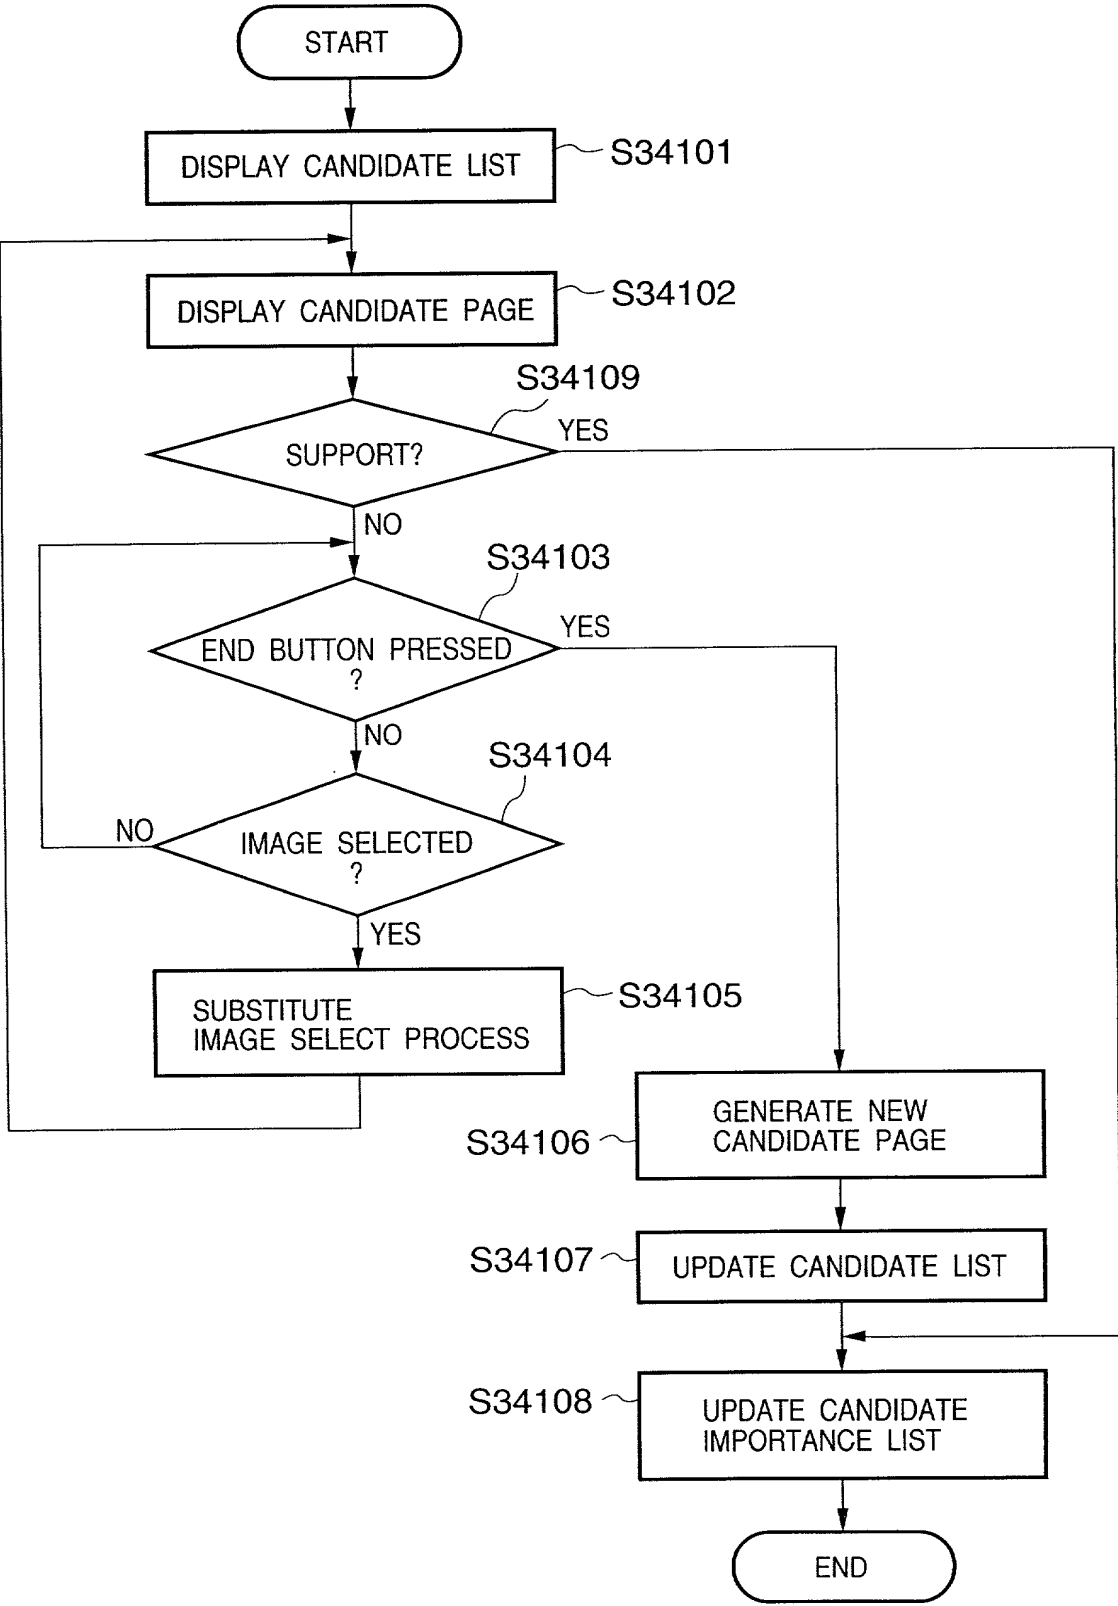 START
DISPLAY CANDIDATE LIST
S34101
DISPLAY CANDIDATE PAGE
S34102
S34109
SUPPORT?
YES
NO
S34103
END BUTTON PRESSED
?
YES
NO
S34104
IMAGE SELECTED
?
NO
YES
SUBSTITUTE
IMAGE SELECT PROCESS
S34105
GENERATE NEW
CANDIDATE PAGE
S34106
UPDATE CANDIDATE LIST
S34107
UPDATE CANDIDATE
IMPORTANCE LIST
S34108
END